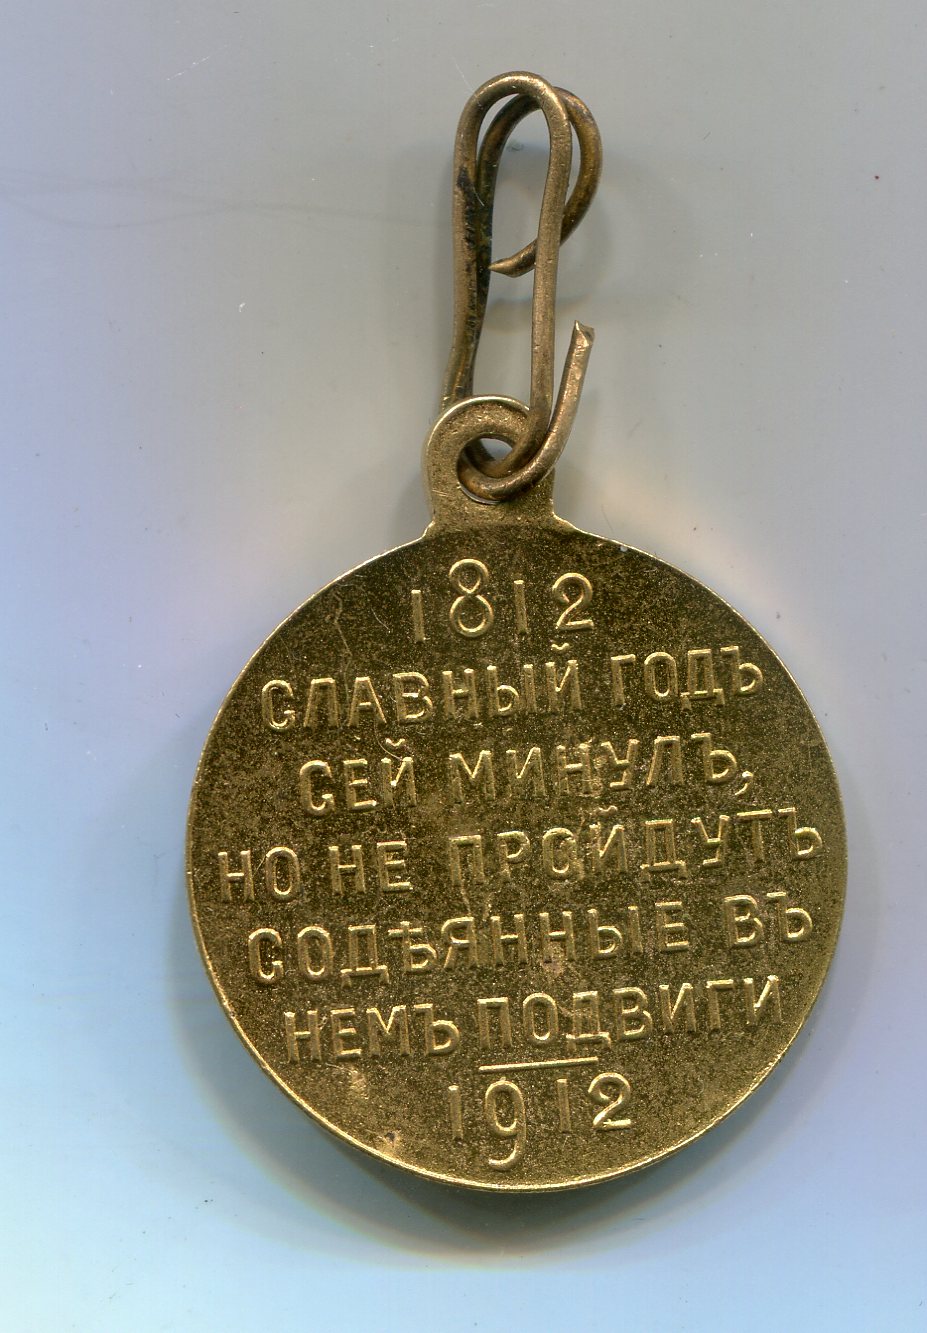 1812
СЛАВНЫЙ ГОДЪ
СЕЙ МИНУЛЪ,
НО НЕ ПРОЙДУТЪ
СОДѢЯННЫЕ ВЪ
НЕМЪ ПОДВИГИ
1912